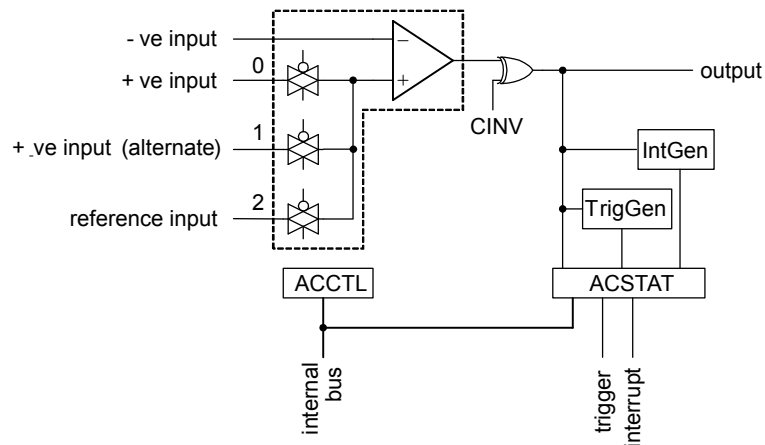 - ve input
−
+ ve input
0
+
output
CINV
+ ve input (alternate)
1
IntGen
reference input
2
TrigGen
ACCTL
ACSTAT
internal
bus
trigger
interrupt